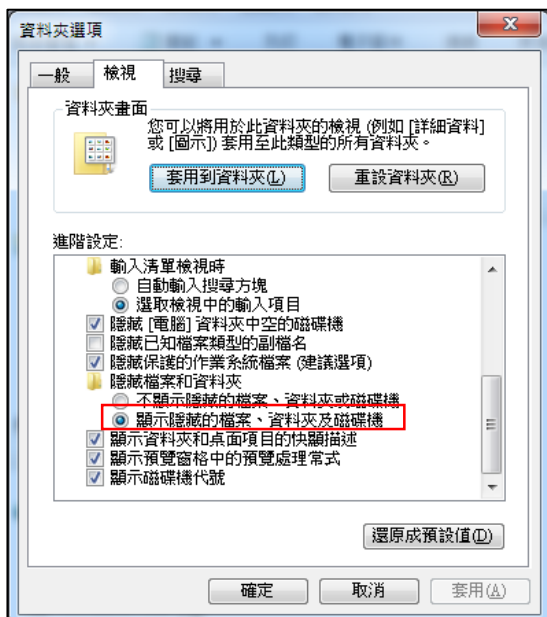 資料夾選項
一般 檢視 搜尋
資料夾畫面
您可以將用於此資料夾的檢視 (例如 [詳細資料]
或 [圖示]) 套用至此類型的所有資料夾。
套用到資料夾(L) 重設資料夾(R)
進階設定:
輸入清單檢視時
自動輸入搜尋方塊
選取檢視中的輸入項目
隱藏 [電腦] 資料夾中空的磁碟機
隱藏已知檔案類型的副檔名
隱藏保護的作業系統檔案 (建議選項)
隱藏檔案和資料夾
不顯示隱藏的檔案、資料夾或磁碟機
顯示隱藏的檔案、資料夾及磁碟機
顯示資料夾和桌面項目的快顯描述
顯示預覽窗格中的預覽處理常式
顯示磁碟機代號
還原成預設值(D)
確定 取消 套用(A)